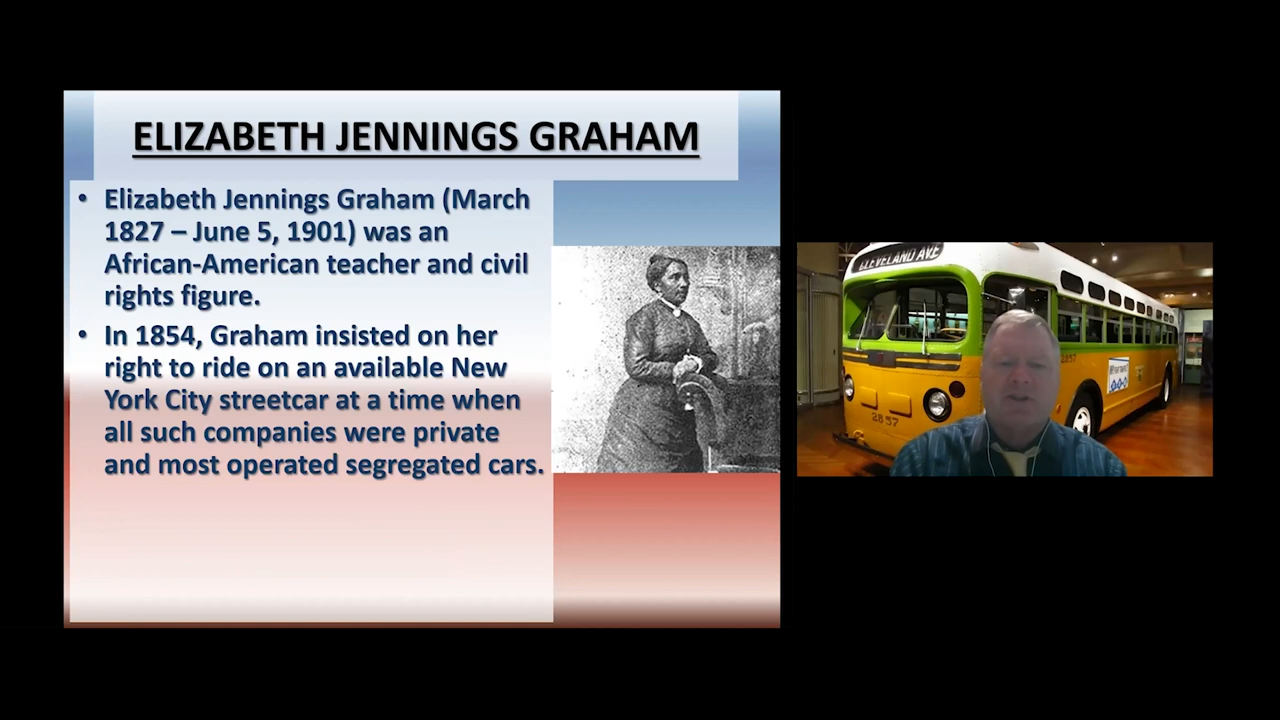 ELIZABETH JENNINGS GRAHAM
• Elizabeth Jennings Graham (March
1827 – June 5, 1901) was an
African-American teacher and civil
rights figure.
• In 1854, Graham insisted on her
right to ride on an available New
York City streetcar at a time when
all such companies were private
and most operated segregated cars.
CLEVELAND AVE
2857
2857